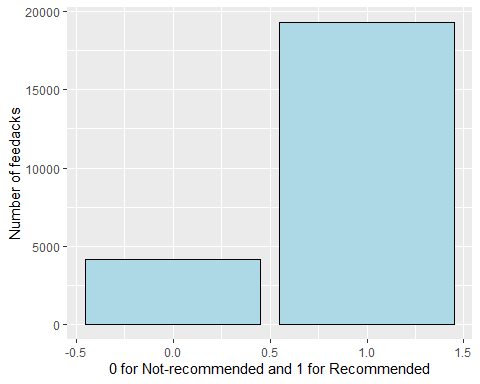 20000
15000
10000
5000
0
Number of feedacks
-0.5 0.0 0.5 1.0 1.5
0 for Not-recommended and 1 for Recommended